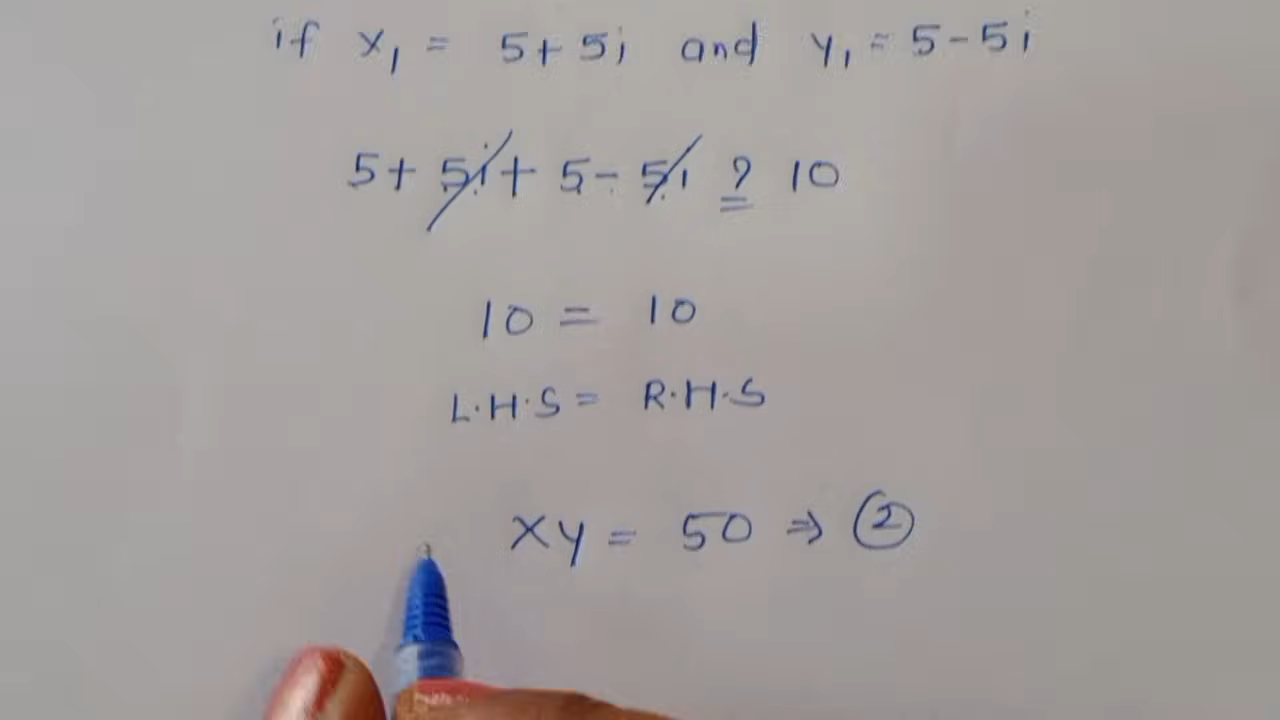 if x₁ = 5+5i and y₁ = 5-5i
5+ 5i + 5- 5i ? 10
10 = 10
L.H.S = R.H.S
xy = 50 ⇒ ②